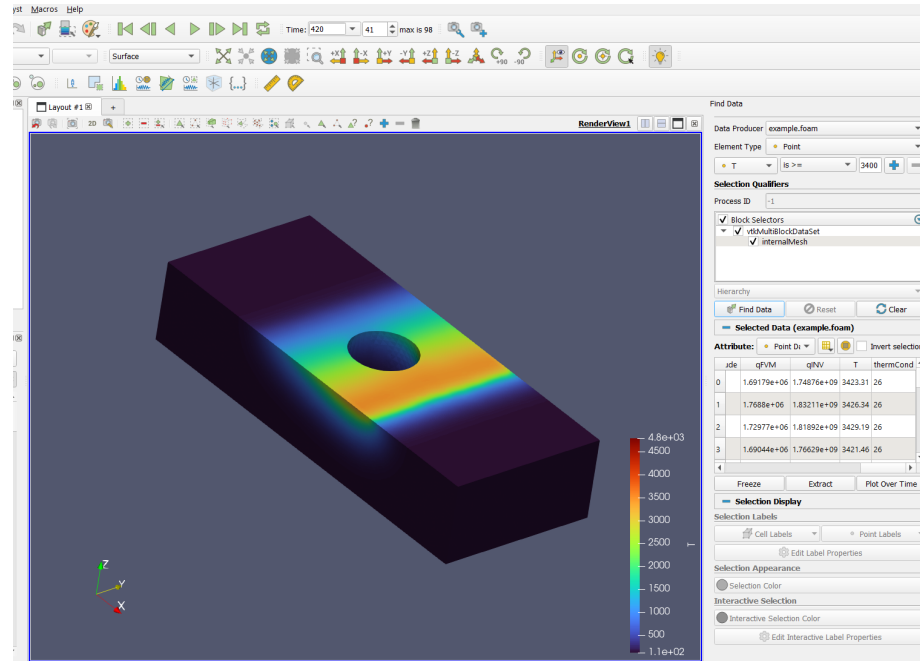 yst Macros Help
Time: 420 41 max is 98
Surface
+X -X +Y -Y +Z -Z +90 -90
Layout #1 +
2D RenderView1
Z
Y
X
4.8e+03
4500
4000
3500
3000
2500
2000
1500
1000
500
1.1e+02
T
Find Data
Data Producer example.foam
Element Type Point
T is >= 3400
Selection Qualifiers
Process ID -1
Block Selectors
vtkMultiBlockDataSet
internalMesh
Hierarchy
Find Data Reset Clear
Selected Data (example.foam)
Attribute: Point Da Invert selection
ude qFVM qINV T thermCond
0 1.69179e+06 1.74876e+09 3423.31 26
1 1.7688e+06 1.83211e+09 3426.34 26
2 1.72977e+06 1.81892e+09 3429.19 26
3 1.69044e+06 1.76629e+09 3421.46 26
Freeze Extract Plot Over Time
Selection Display
Selection Labels
Cell Labels Point Labels
Edit Label Properties
Selection Appearance
Selection Color
Interactive Selection
Interactive Selection Color
Edit Interactive Label Properties